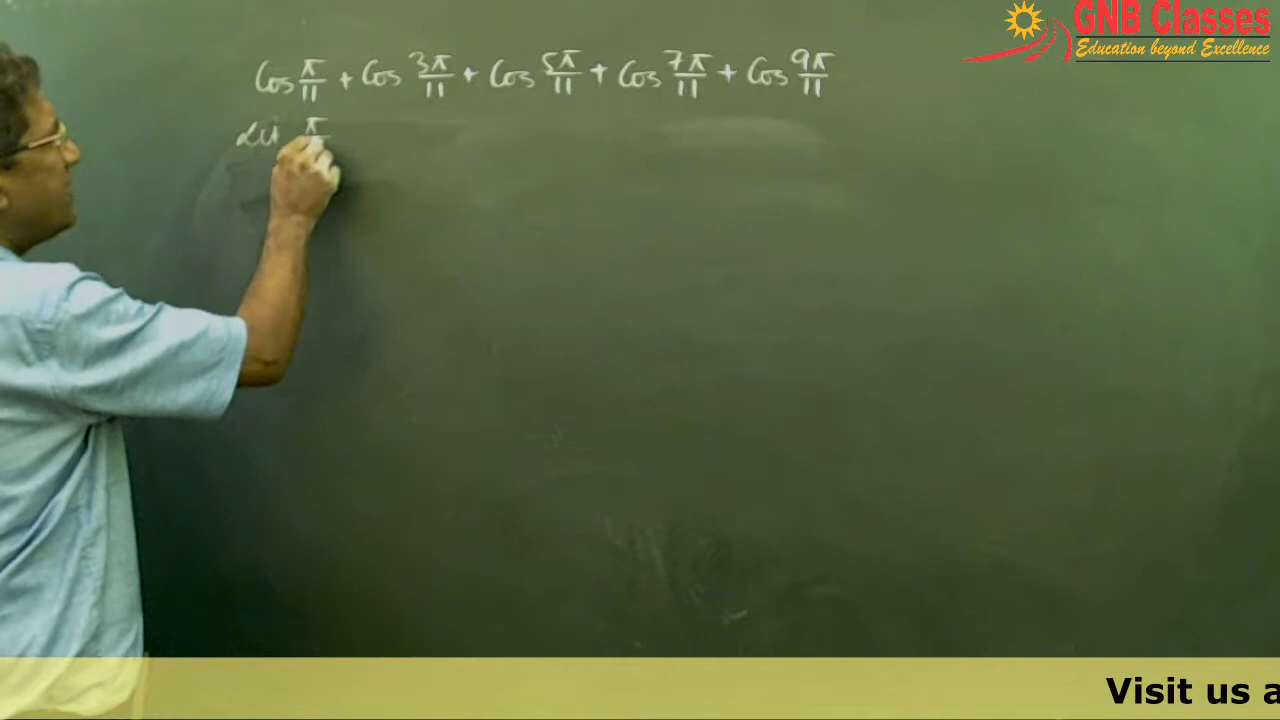 GNB Classes
Education beyond Excellence
Cos π/11 + Cos 3π/11 + Cos 5π/11 + Cos 7π/11 + Cos 9π/11
Let π
Visit us a